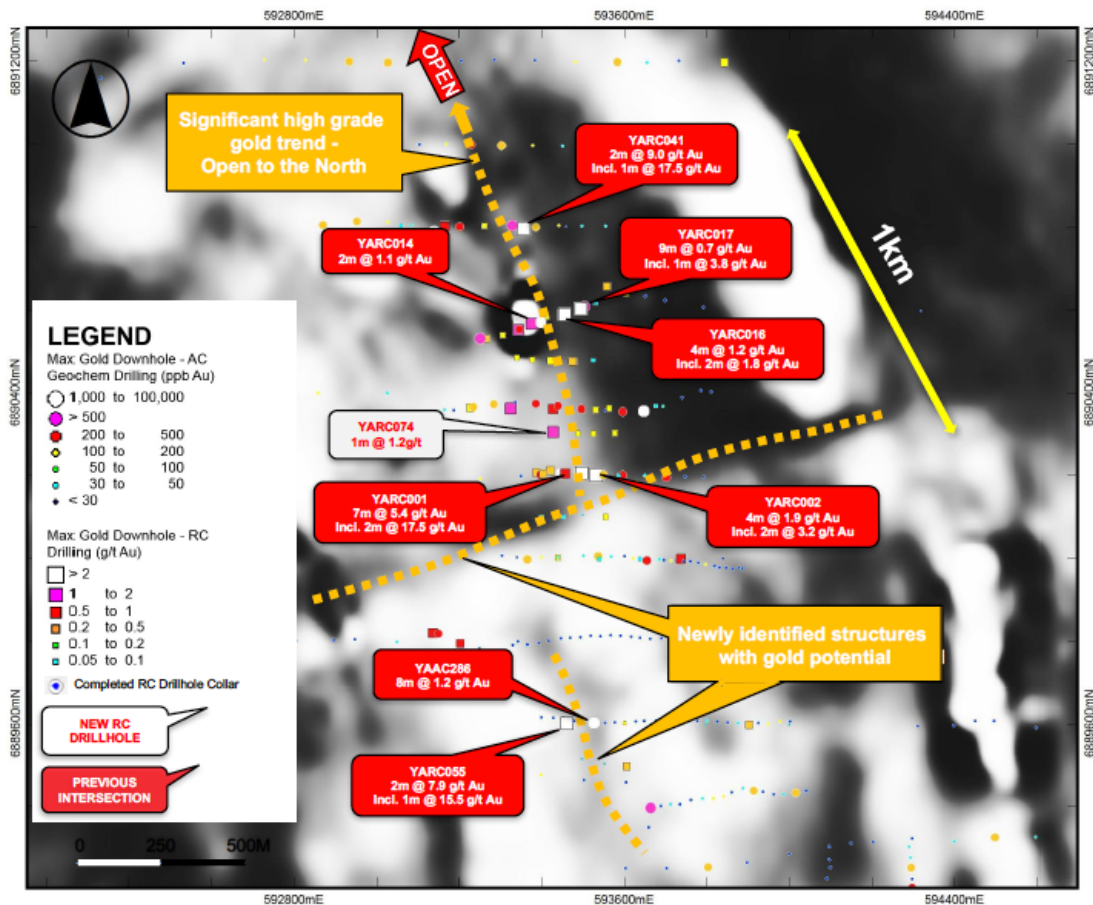 592800mE
593600mE
594400mE
6891200mN
6891200mN
OPEN
Significant high grade
gold trend -
Open to the North
YARC041
2m @ 9.0 g/t Au
Incl. 1m @ 17.5 g/t Au
YARC017
9m @ 0.7 g/t Au
Incl. 1m @ 3.8 g/t Au
YARC014
2m @ 1.1 g/t Au
1km
YARC016
4m @ 1.2 g/t Au
Incl. 2m @ 1.8 g/t Au
6890400mN
6890400mN
YARC074
1m @ 1.2g/t
YARC001
7m @ 5.4 g/t Au
Incl. 2m @ 17.5 g/t Au
YARC002
4m @ 1.9 g/t Au
Incl. 2m @ 3.2 g/t Au
Newly identified structures
with gold potential
YAAC286
8m @ 1.2 g/t Au
YARC055
2m @ 7.9 g/t Au
Incl. 1m @ 15.5 g/t Au
6889600mN
6889600mN
LEGEND
Max Gold Downhole - AC
Geochem Drilling (ppb Au)
1,000 to 100,000
> 500
200 to 500
100 to 200
50 to 100
30 to 50
< 30
Max Gold Downhole - RC
Drilling (g/t Au)
> 2
1 to 2
0.5 to 1
0.2 to 0.5
0.1 to 0.2
0.05 to 0.1
Completed RC Drillhole Collar
NEW RC
DRILLHOLE
PREVIOUS
INTERSECTION
0 250 500M
592800mE
593600mE
594400mE